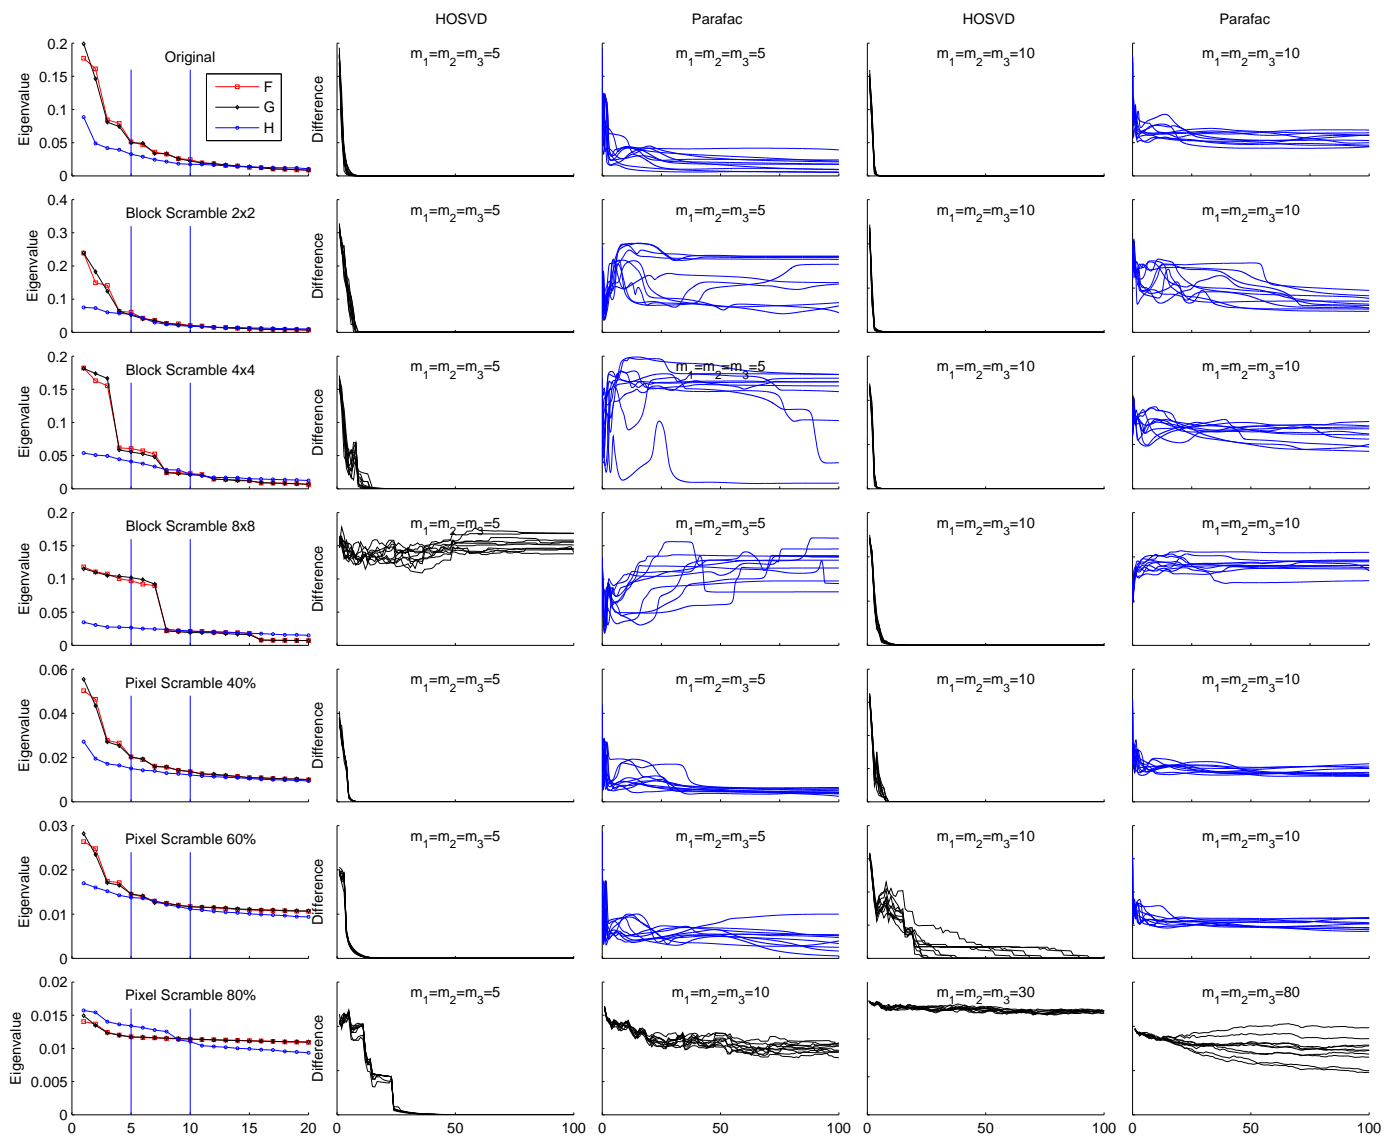 HOSVD Parafac HOSVD Parafac
Original m1=m2=m3=5 m1=m2=m3=5 m1=m2=m3=10 m1=m2=m3=10
F
G
H
Eigenvalue
Difference
0.2
0.15
0.1
0.05
0
Block Scramble 2x2 m1=m2=m3=5 m1=m2=m3=5 m1=m2=m3=10 m1=m2=m3=10
Eigenvalue
Difference
0.4
0.3
0.2
0.1
0
Block Scramble 4x4 m1=m2=m3=5 m1=m2=m3=5 m1=m2=m3=10 m1=m2=m3=10
Eigenvalue
Difference
0.2
0.15
0.1
0.05
0
Block Scramble 8x8 m1=m2=m3=5 m1=m2=m3=5 m1=m2=m3=10 m1=m2=m3=10
Eigenvalue
Difference
0.2
0.15
0.1
0.05
0
Pixel Scramble 40% m1=m2=m3=5 m1=m2=m3=5 m1=m2=m3=10 m1=m2=m3=10
Eigenvalue
Difference
0.06
0.04
0.02
0
Pixel Scramble 60% m1=m2=m3=5 m1=m2=m3=5 m1=m2=m3=10 m1=m2=m3=10
Eigenvalue
Difference
0.03
0.02
0.01
0
Pixel Scramble 80% m1=m2=m3=5 m1=m2=m3=10 m1=m2=m3=30 m1=m2=m3=80
Eigenvalue
Difference
0.02
0.015
0.01
0.005
0
0 5 10 15 20 0 50 100 0 25 50 75 100 0 50 100 0 25 50 75 100